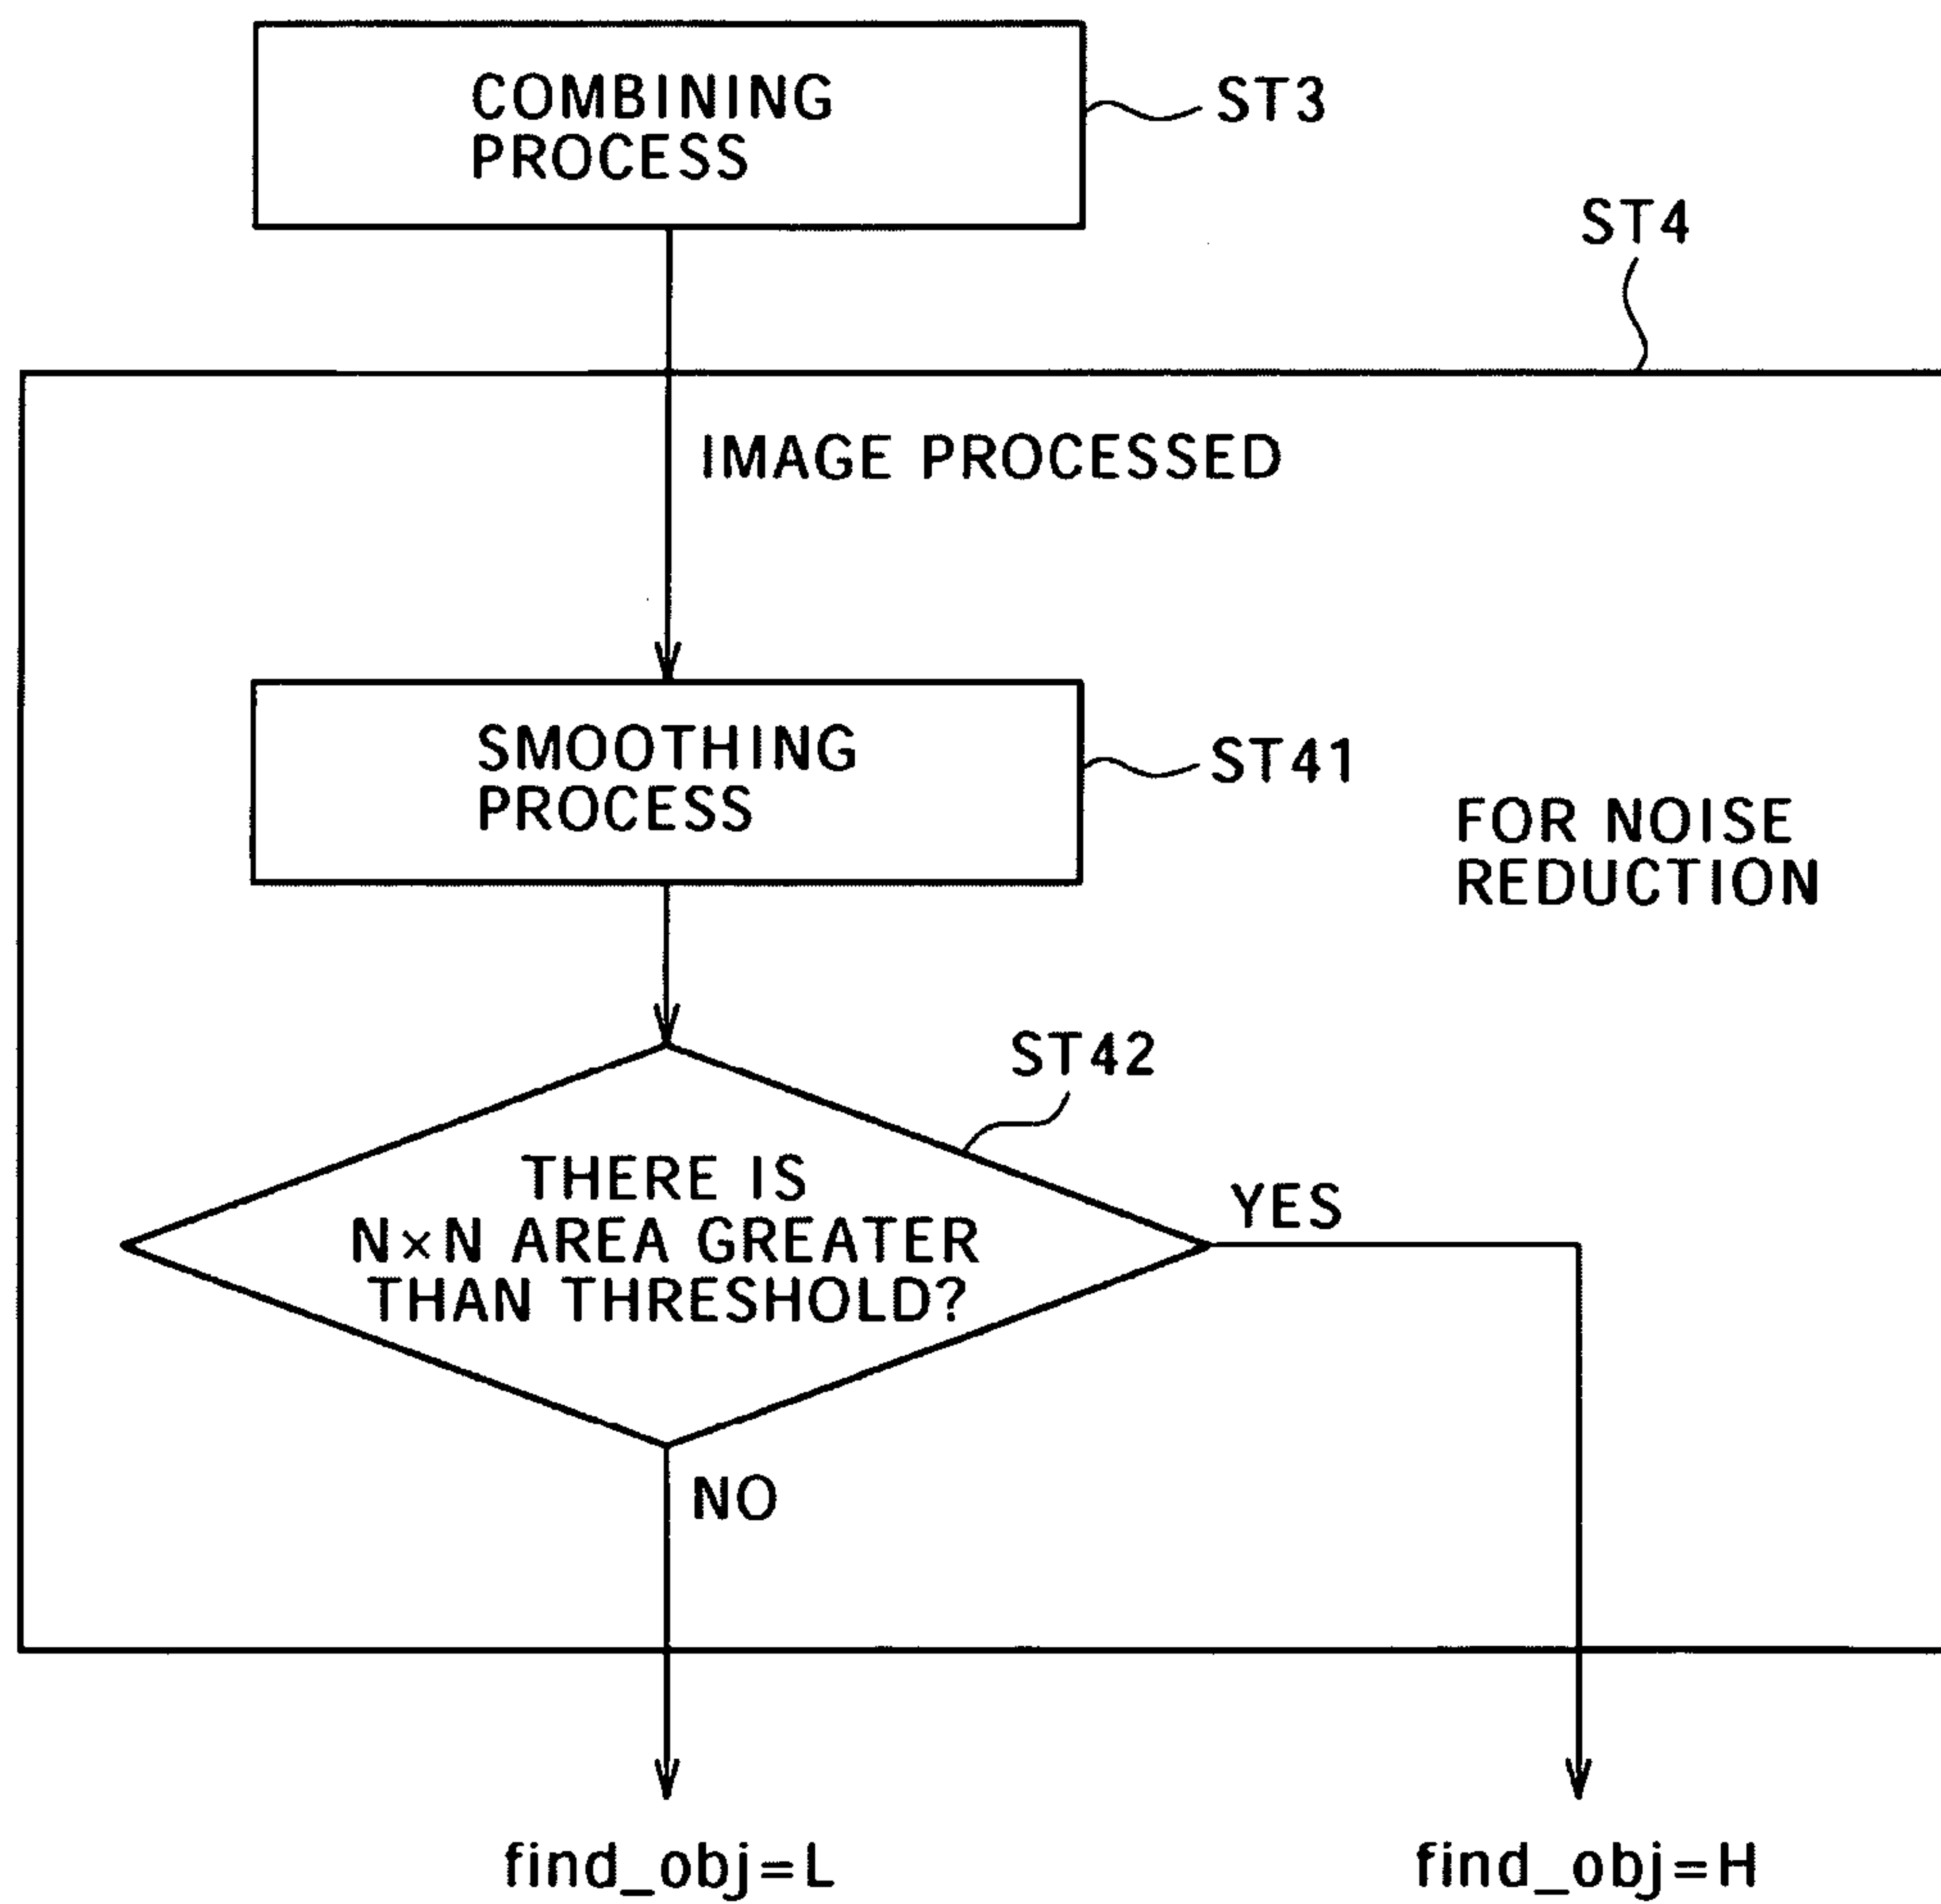 COMBINING
PROCESS
ST3
ST4
IMAGE PROCESSED
SMOOTHING
PROCESS
ST41
FOR NOISE
REDUCTION
ST42
THERE IS
N×N AREA GREATER
THAN THRESHOLD?
YES
NO
find_obj=L
find_obj=H